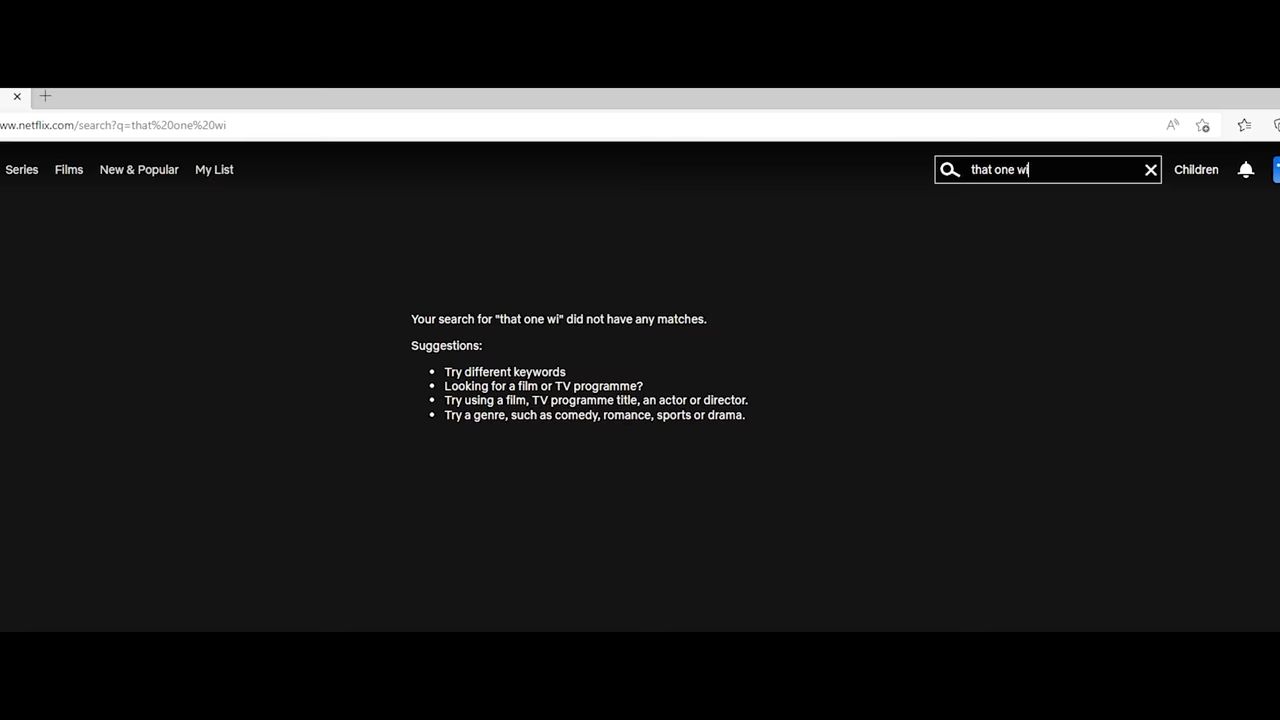 ww.netflix.com/search?q=that%20one%20wi
Series Films New & Popular My List
that one wi
Children
Your search for "that one wi" did not have any matches.
Suggestions:
Try different keywords
Looking for a film or TV programme?
Try using a film, TV programme title, an actor or director.
Try a genre, such as comedy, romance, sports or drama.